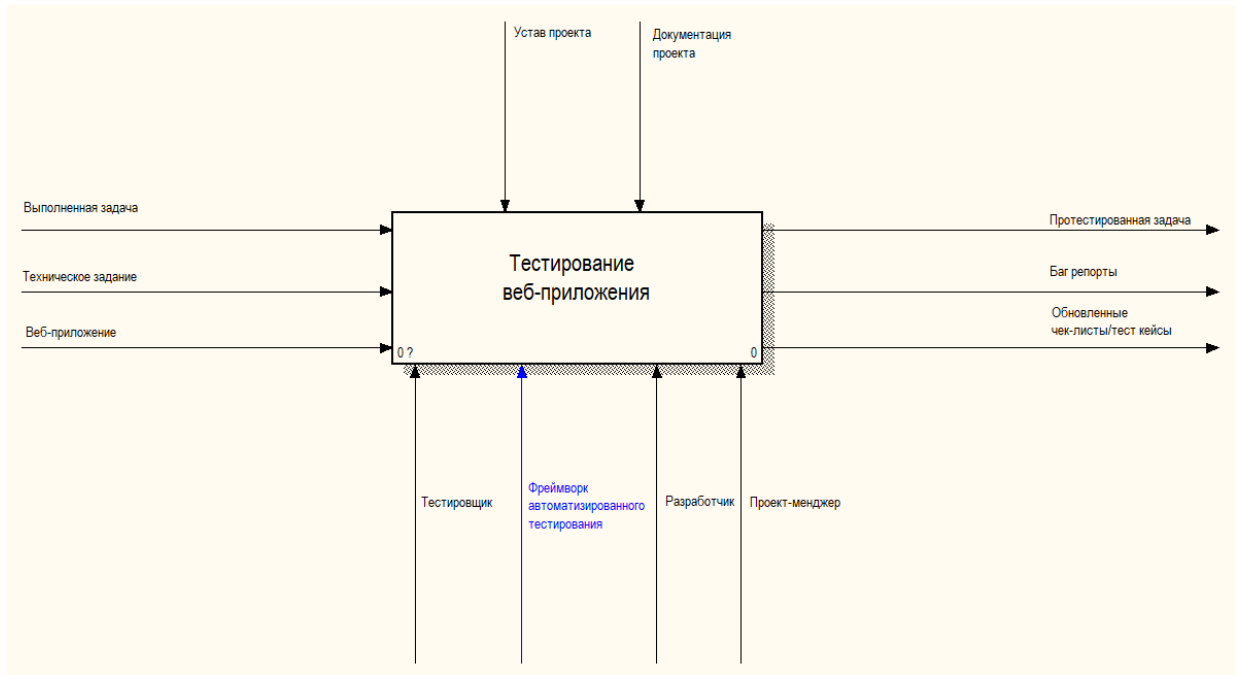 Устав проекта
Документация
проекта
Выполненная задача
Протестированная задача
Тестирование
веб-приложения
Техническое задание
Баг репорты
Обновленные
чек-листы/тест кейсы
Веб-приложение
0 ?
0
Тестировщик
Фреймворк
автоматизированного
тестирования
Разработчик
Проект-менджер